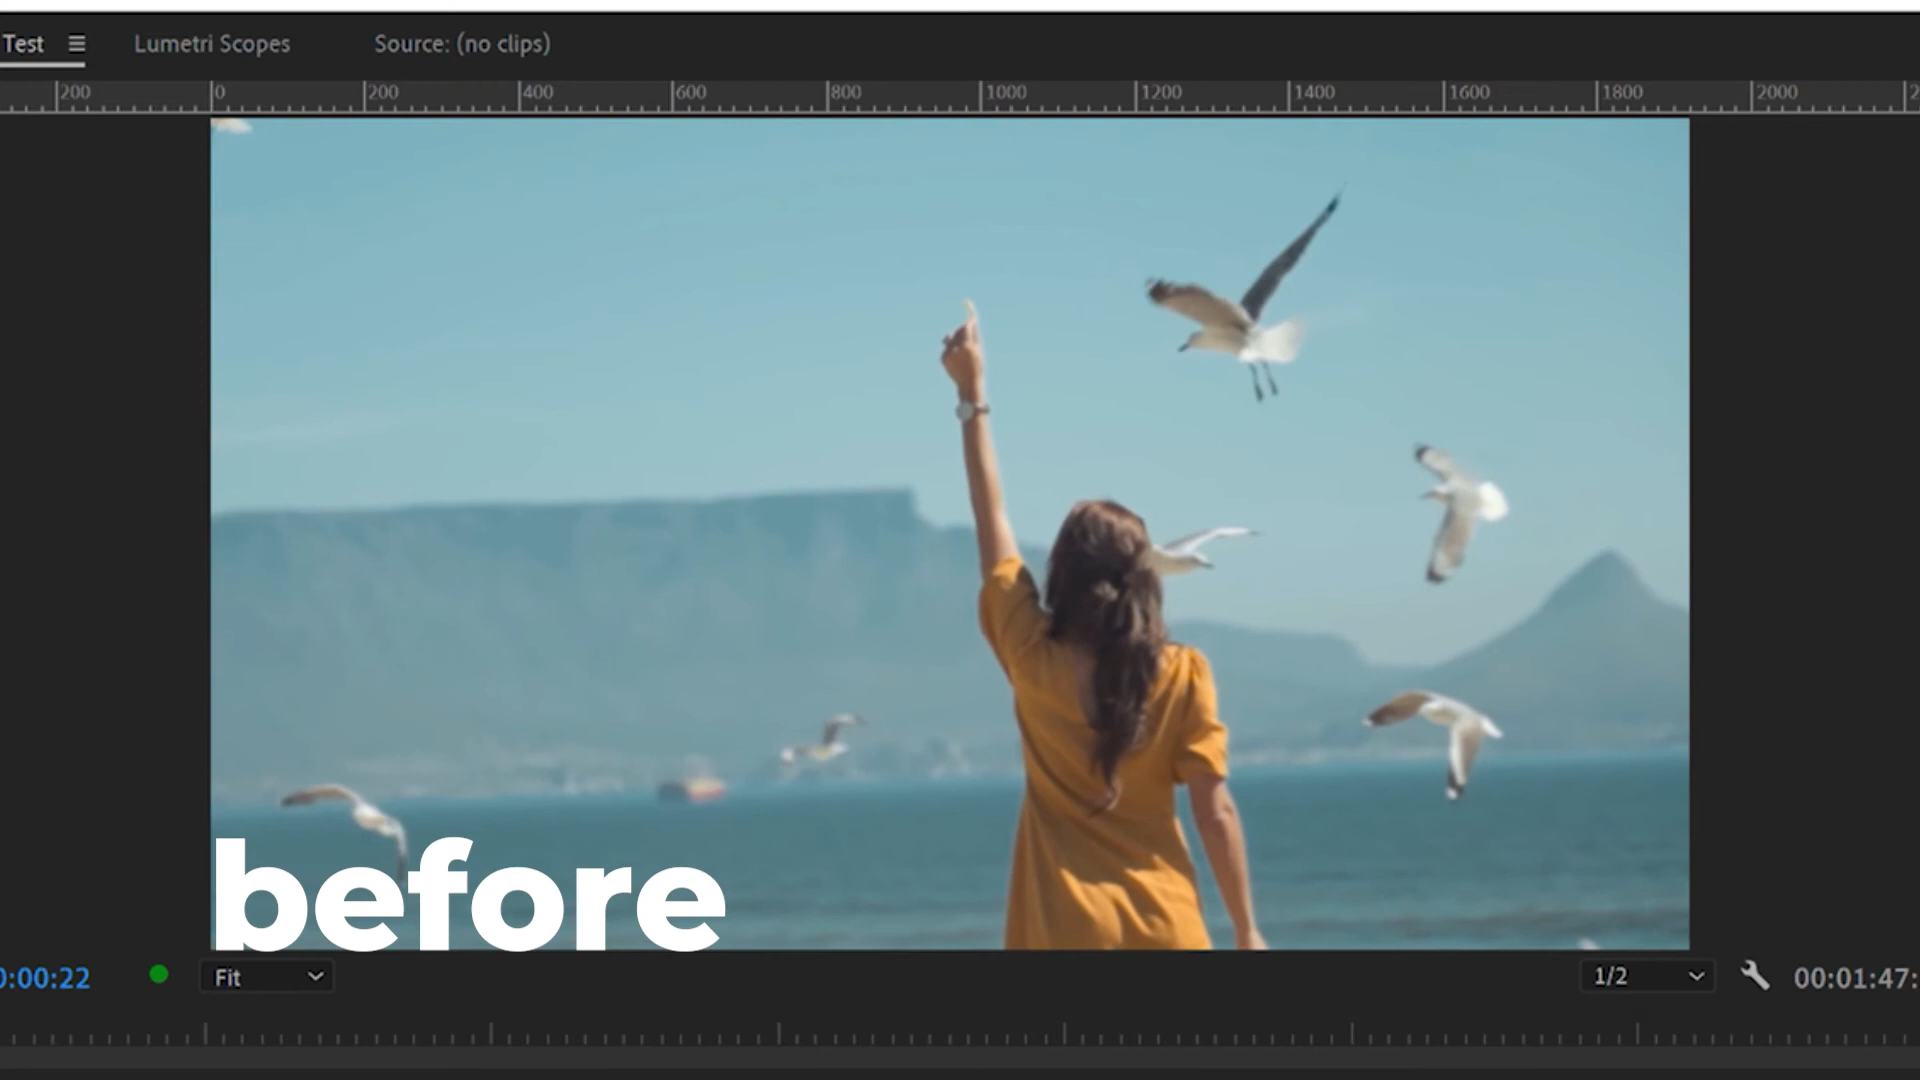 Test Lumetri Scopes Source: (no clips)
200 0 200 400 600 800 1000 1200 1400 1600 1800 2000
before
0:00:22 Fit 1/2 00:01:47: